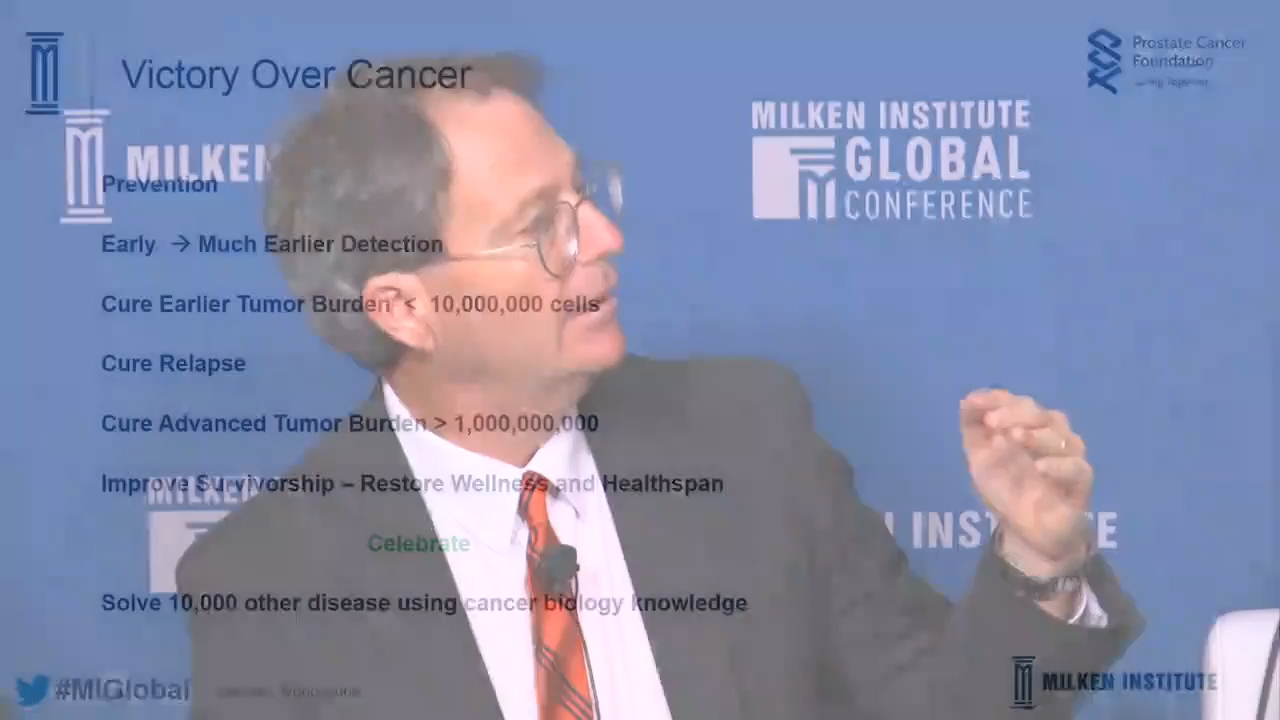 Victory Over Cancer
Prostate Cancer
Foundation
MILKEN INSTITUTE
GLOBAL
CONFERENCE
MILKEN
Prevention
Early → Much Earlier Detection
Cure Earlier Tumor Burden < 10,000,000 cells
Cure Relapse
Cure Advanced Tumor Burden > 1,000,000,000
Improve Survivorship – Restore Wellness and Healthspan
MILKEN
INSTITUTE
Celebrate
Solve 10,000 other disease using cancer biology knowledge
#MIGlobal
MILKEN INSTITUTE